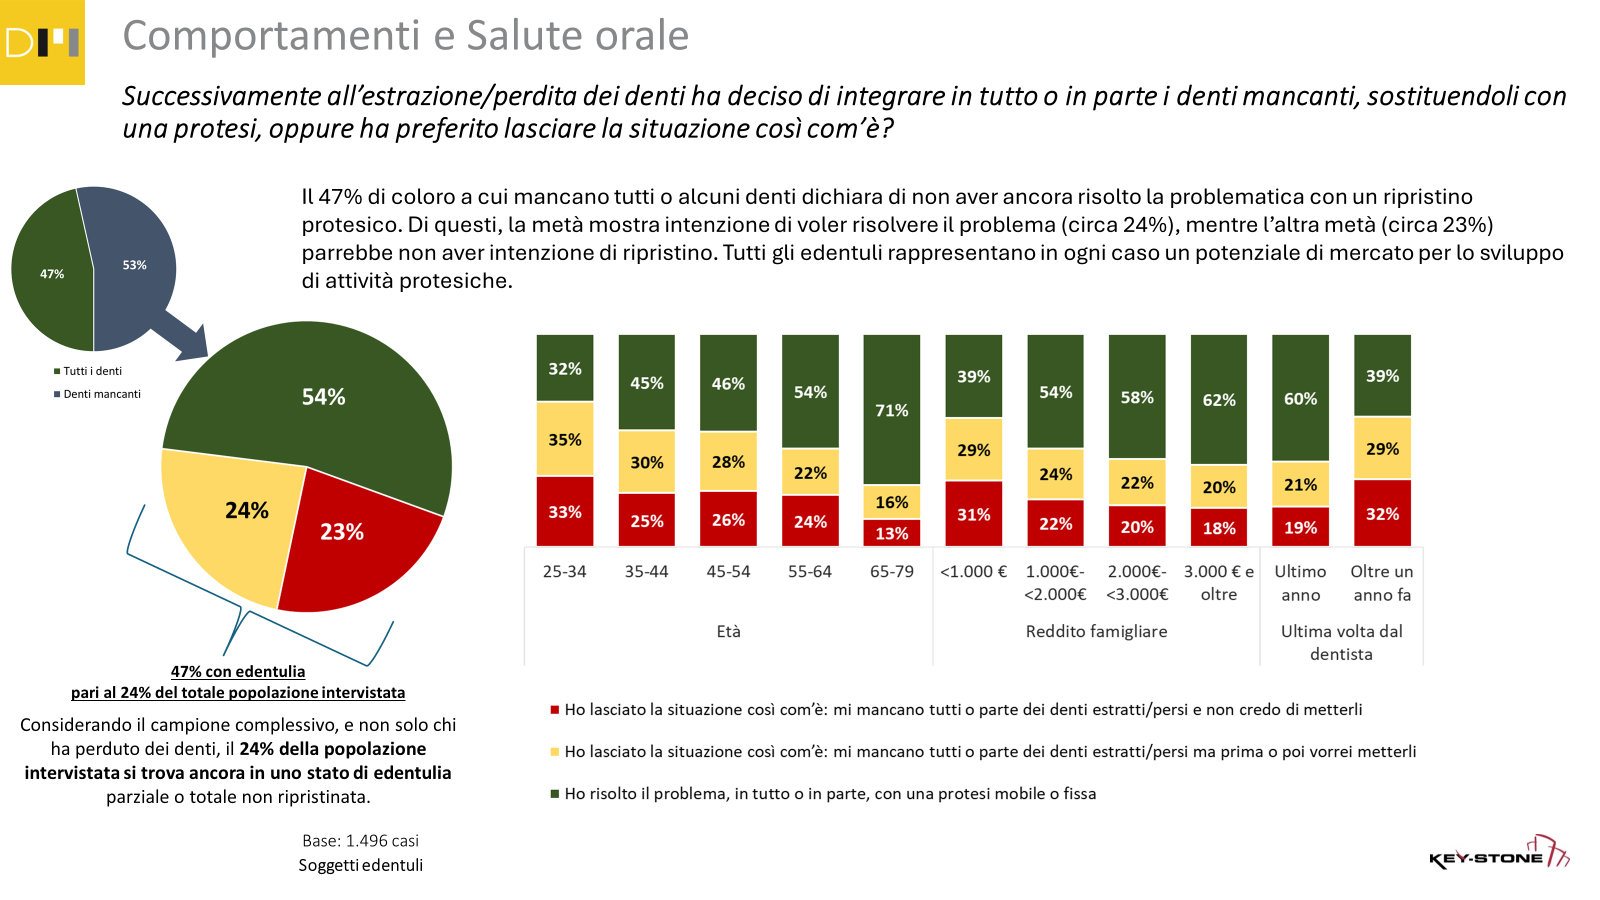 Comportamenti e Salute orale
Successivamente all’estrazione/perdita dei denti ha deciso di integrare in tutto o in parte i denti mancanti, sostituendoli con
una protesi, oppure ha preferito lasciare la situazione così com’è?
Il 47% di coloro a cui mancano tutti o alcuni denti dichiara di non aver ancora risolto la problematica con un ripristino
protesico. Di questi, la metà mostra intenzione di voler risolvere il problema (circa 24%), mentre l’altra metà (circa 23%)
parrebbe non aver intenzione di ripristino. Tutti gli edentuli rappresentano in ogni caso un potenziale di mercato per lo sviluppo
di attività protesiche.
47%
53%
Tutti i denti
Denti mancanti
54%
24%
23%
47% con edentulia
pari al 24% del totale popolazione intervistata
Considerando il campione complessivo, e non solo chi
ha perduto dei denti, il 24% della popolazione
intervistata si trova ancora in uno stato di edentulia
parziale o totale non ripristinata.
Base: 1.496 casi
Soggetti edentuli
32% 45% 46% 54% 71% 39% 54% 58% 62% 60% 39%
35% 30% 28% 22% 16% 29% 24% 22% 20% 21% 29%
33% 25% 26% 24% 13% 31% 22% 20% 18% 19% 32%
25-34 35-44 45-54 55-64 65-79 <1.000 € 1.000€- 2.000€- 3.000 € e Ultimo Oltre un
<2.000€ <3.000€ oltre anno anno fa
Età Reddito famigliare Ultima volta dal
dentista
Ho lasciato la situazione così com’è: mi mancano tutti o parte dei denti estratti/persi e non credo di metterli
Ho lasciato la situazione così com’è: mi mancano tutti o parte dei denti estratti/persi ma prima o poi vorrei metterli
Ho risolto il problema, in tutto o in parte, con una protesi mobile o fissa
KEY-STONE